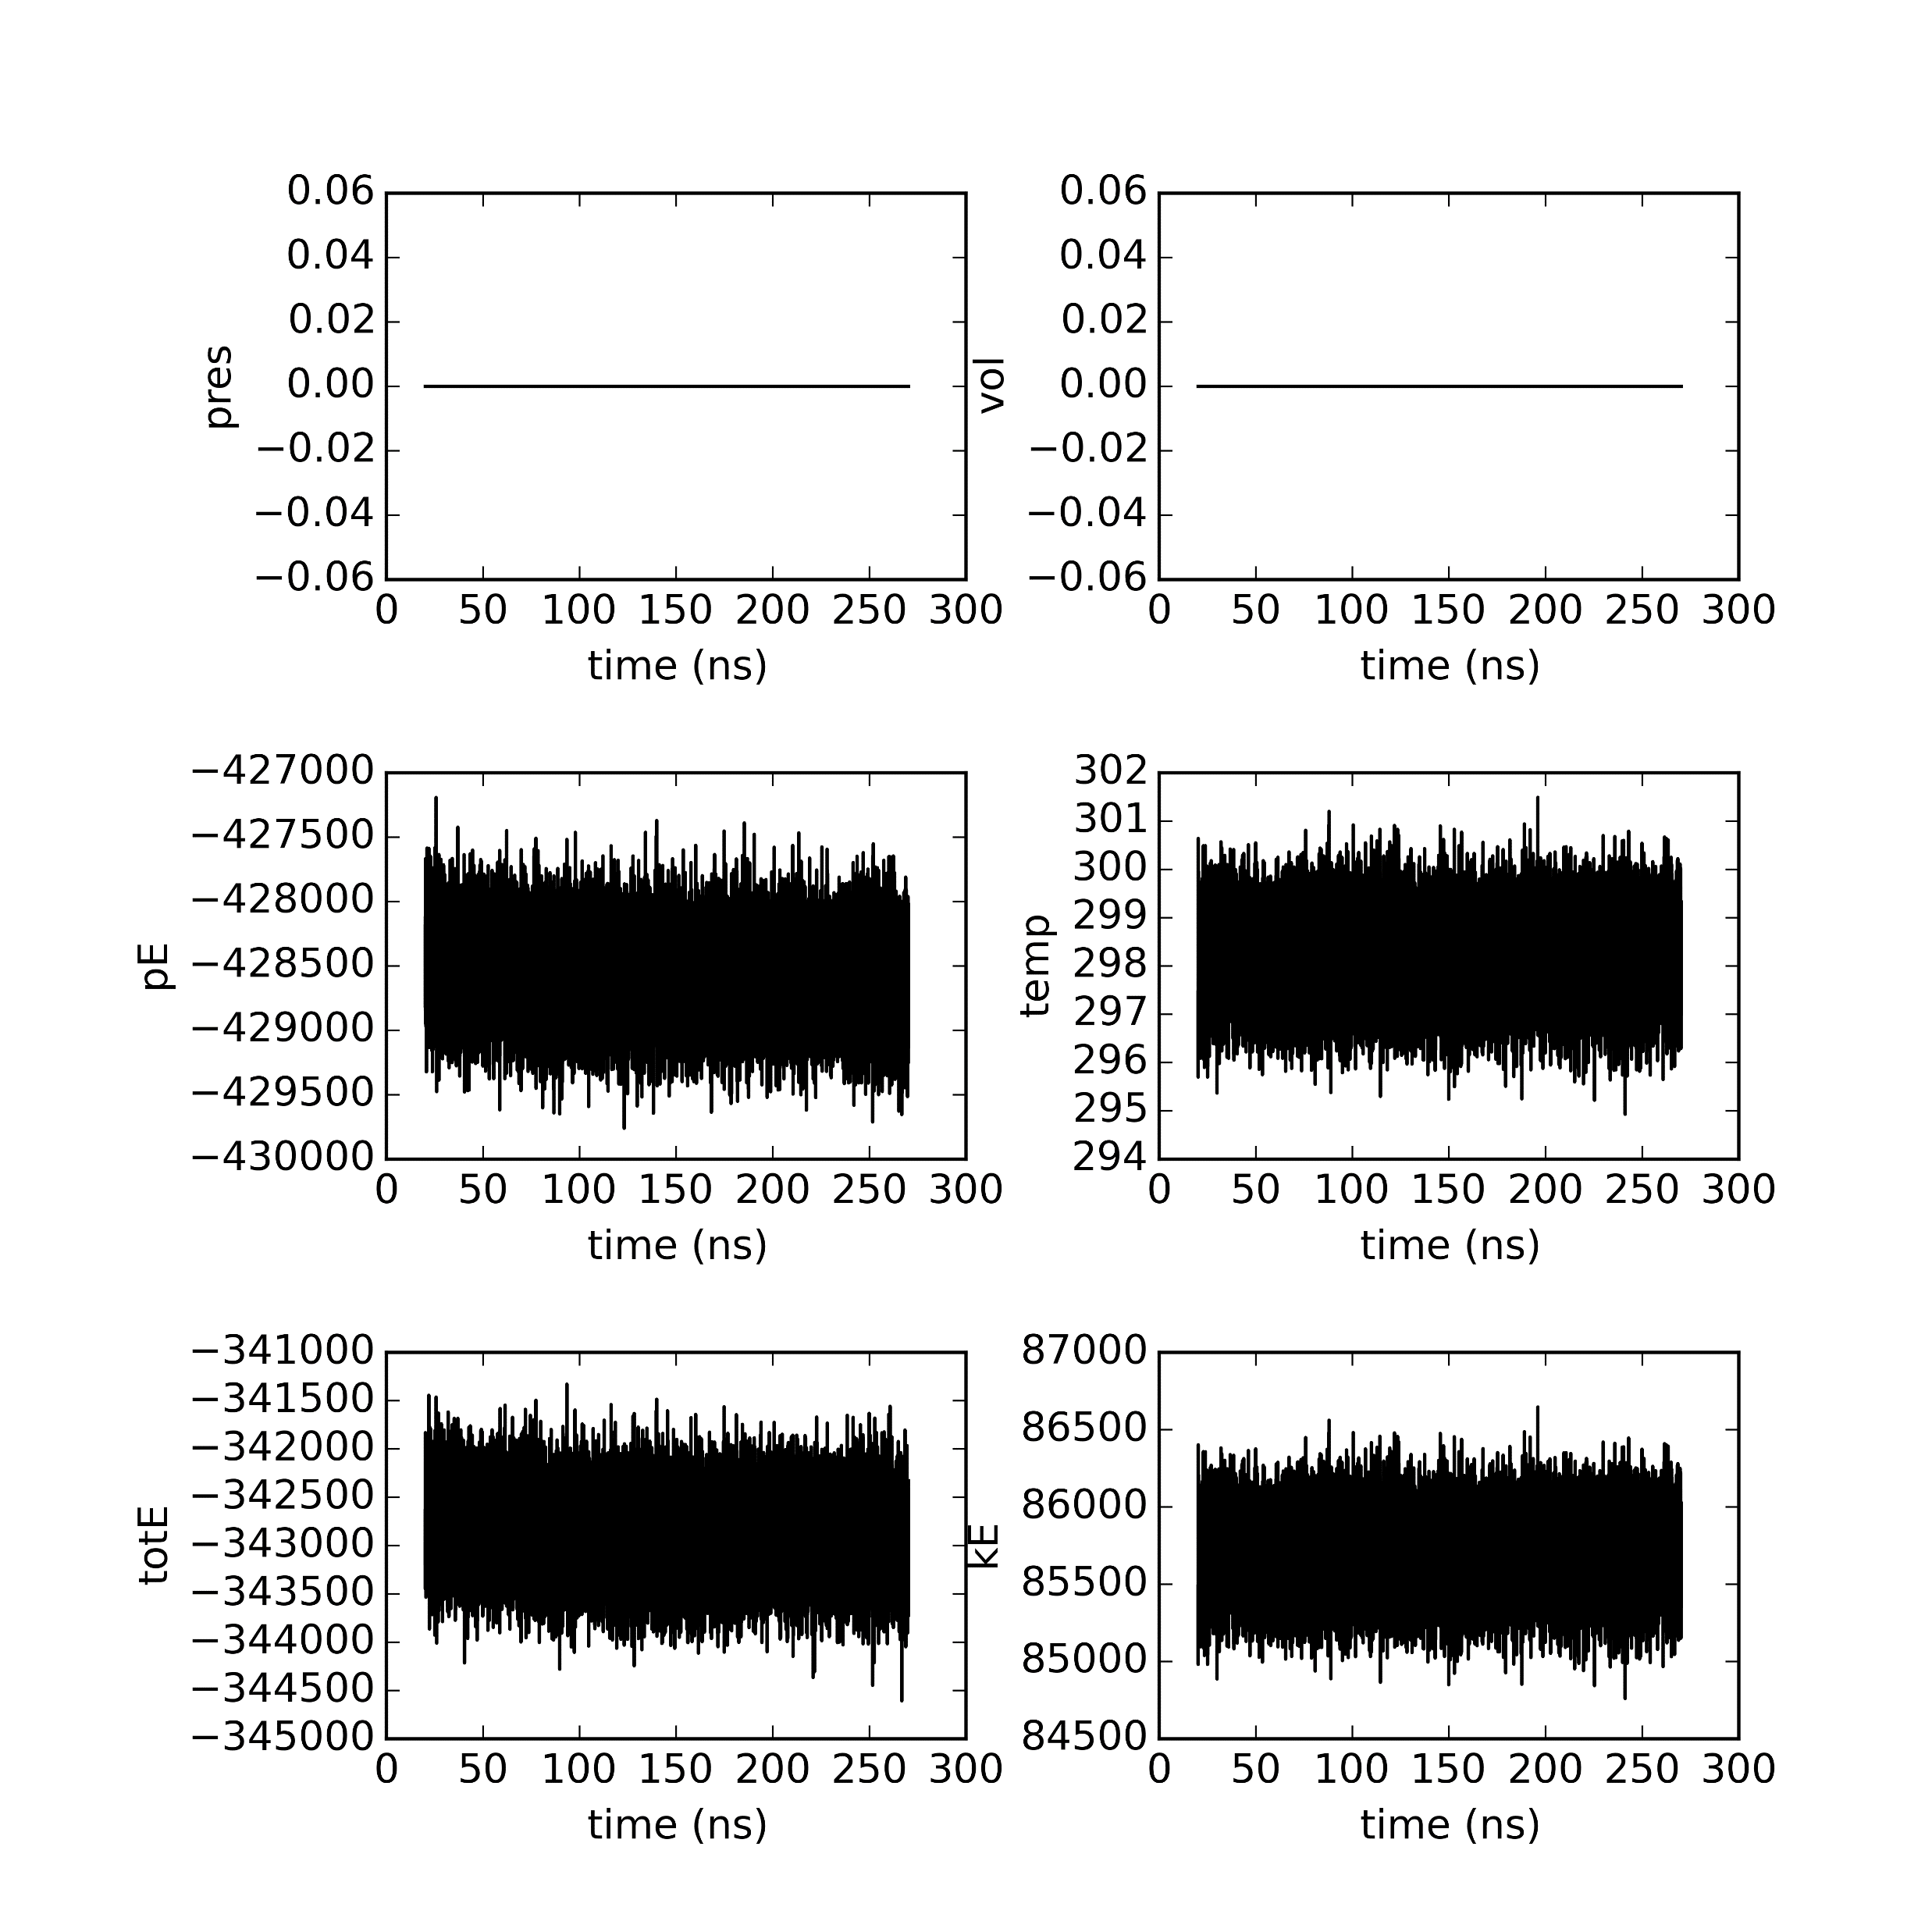 0.06
0.04
0.02
0.00
−0.02
−0.04
−0.06
pres
0 50 100 150 200 250 300
time (ns)
0.06
0.04
0.02
0.00
−0.02
−0.04
−0.06
vol
0 50 100 150 200 250 300
time (ns)
−427000
−427500
−428000
−428500
−429000
−429500
−430000
pE
0 50 100 150 200 250 300
time (ns)
302
301
300
299
298
297
296
295
294
temp
0 50 100 150 200 250 300
time (ns)
−341000
−341500
−342000
−342500
−343000
−343500
−344000
−344500
−345000
totE
0 50 100 150 200 250 300
time (ns)
87000
86500
86000
85500
85000
84500
kE
0 50 100 150 200 250 300
time (ns)